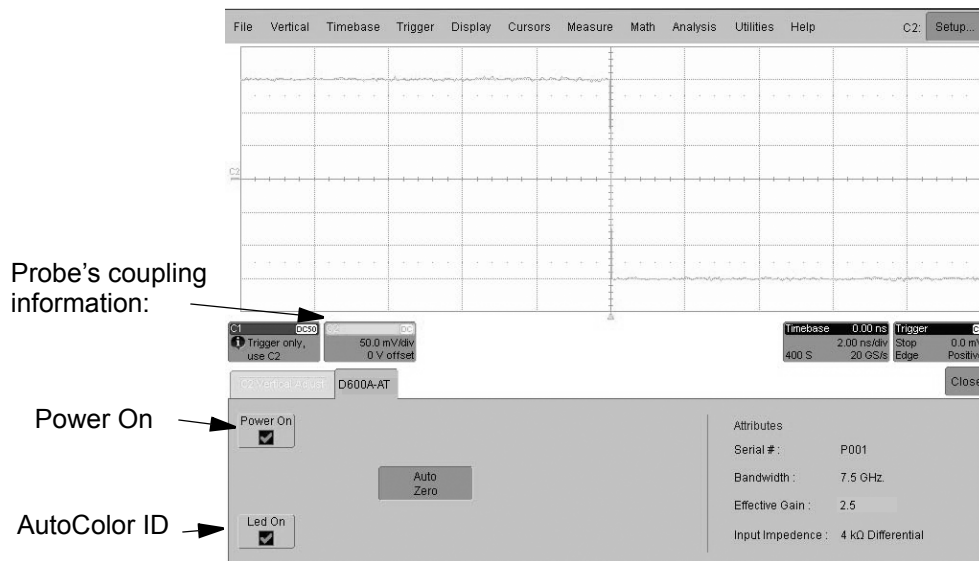 File Vertical Timebase Trigger Display Cursors Measure Math Analysis Utilities Help C2: Setup...
C2
Probe's coupling
information:
C1 DC50
Trigger only,
use C2
DC
50.0 mV/div
0 V offset
Timebase 0.00 ns
2.00 ns/div
400 S 20 GS/s
Trigger
Stop 0.0 m
Edge Positiv
C2 Vertical Adjust D600A-AT
Close
Power On
Power On
Auto
Zero
AutoColor ID
Led On
Attributes
Serial # : P001
Bandwidth : 7.5 GHz.
Effective Gain : 2.5
Input Impedence : 4 kΩ Differential